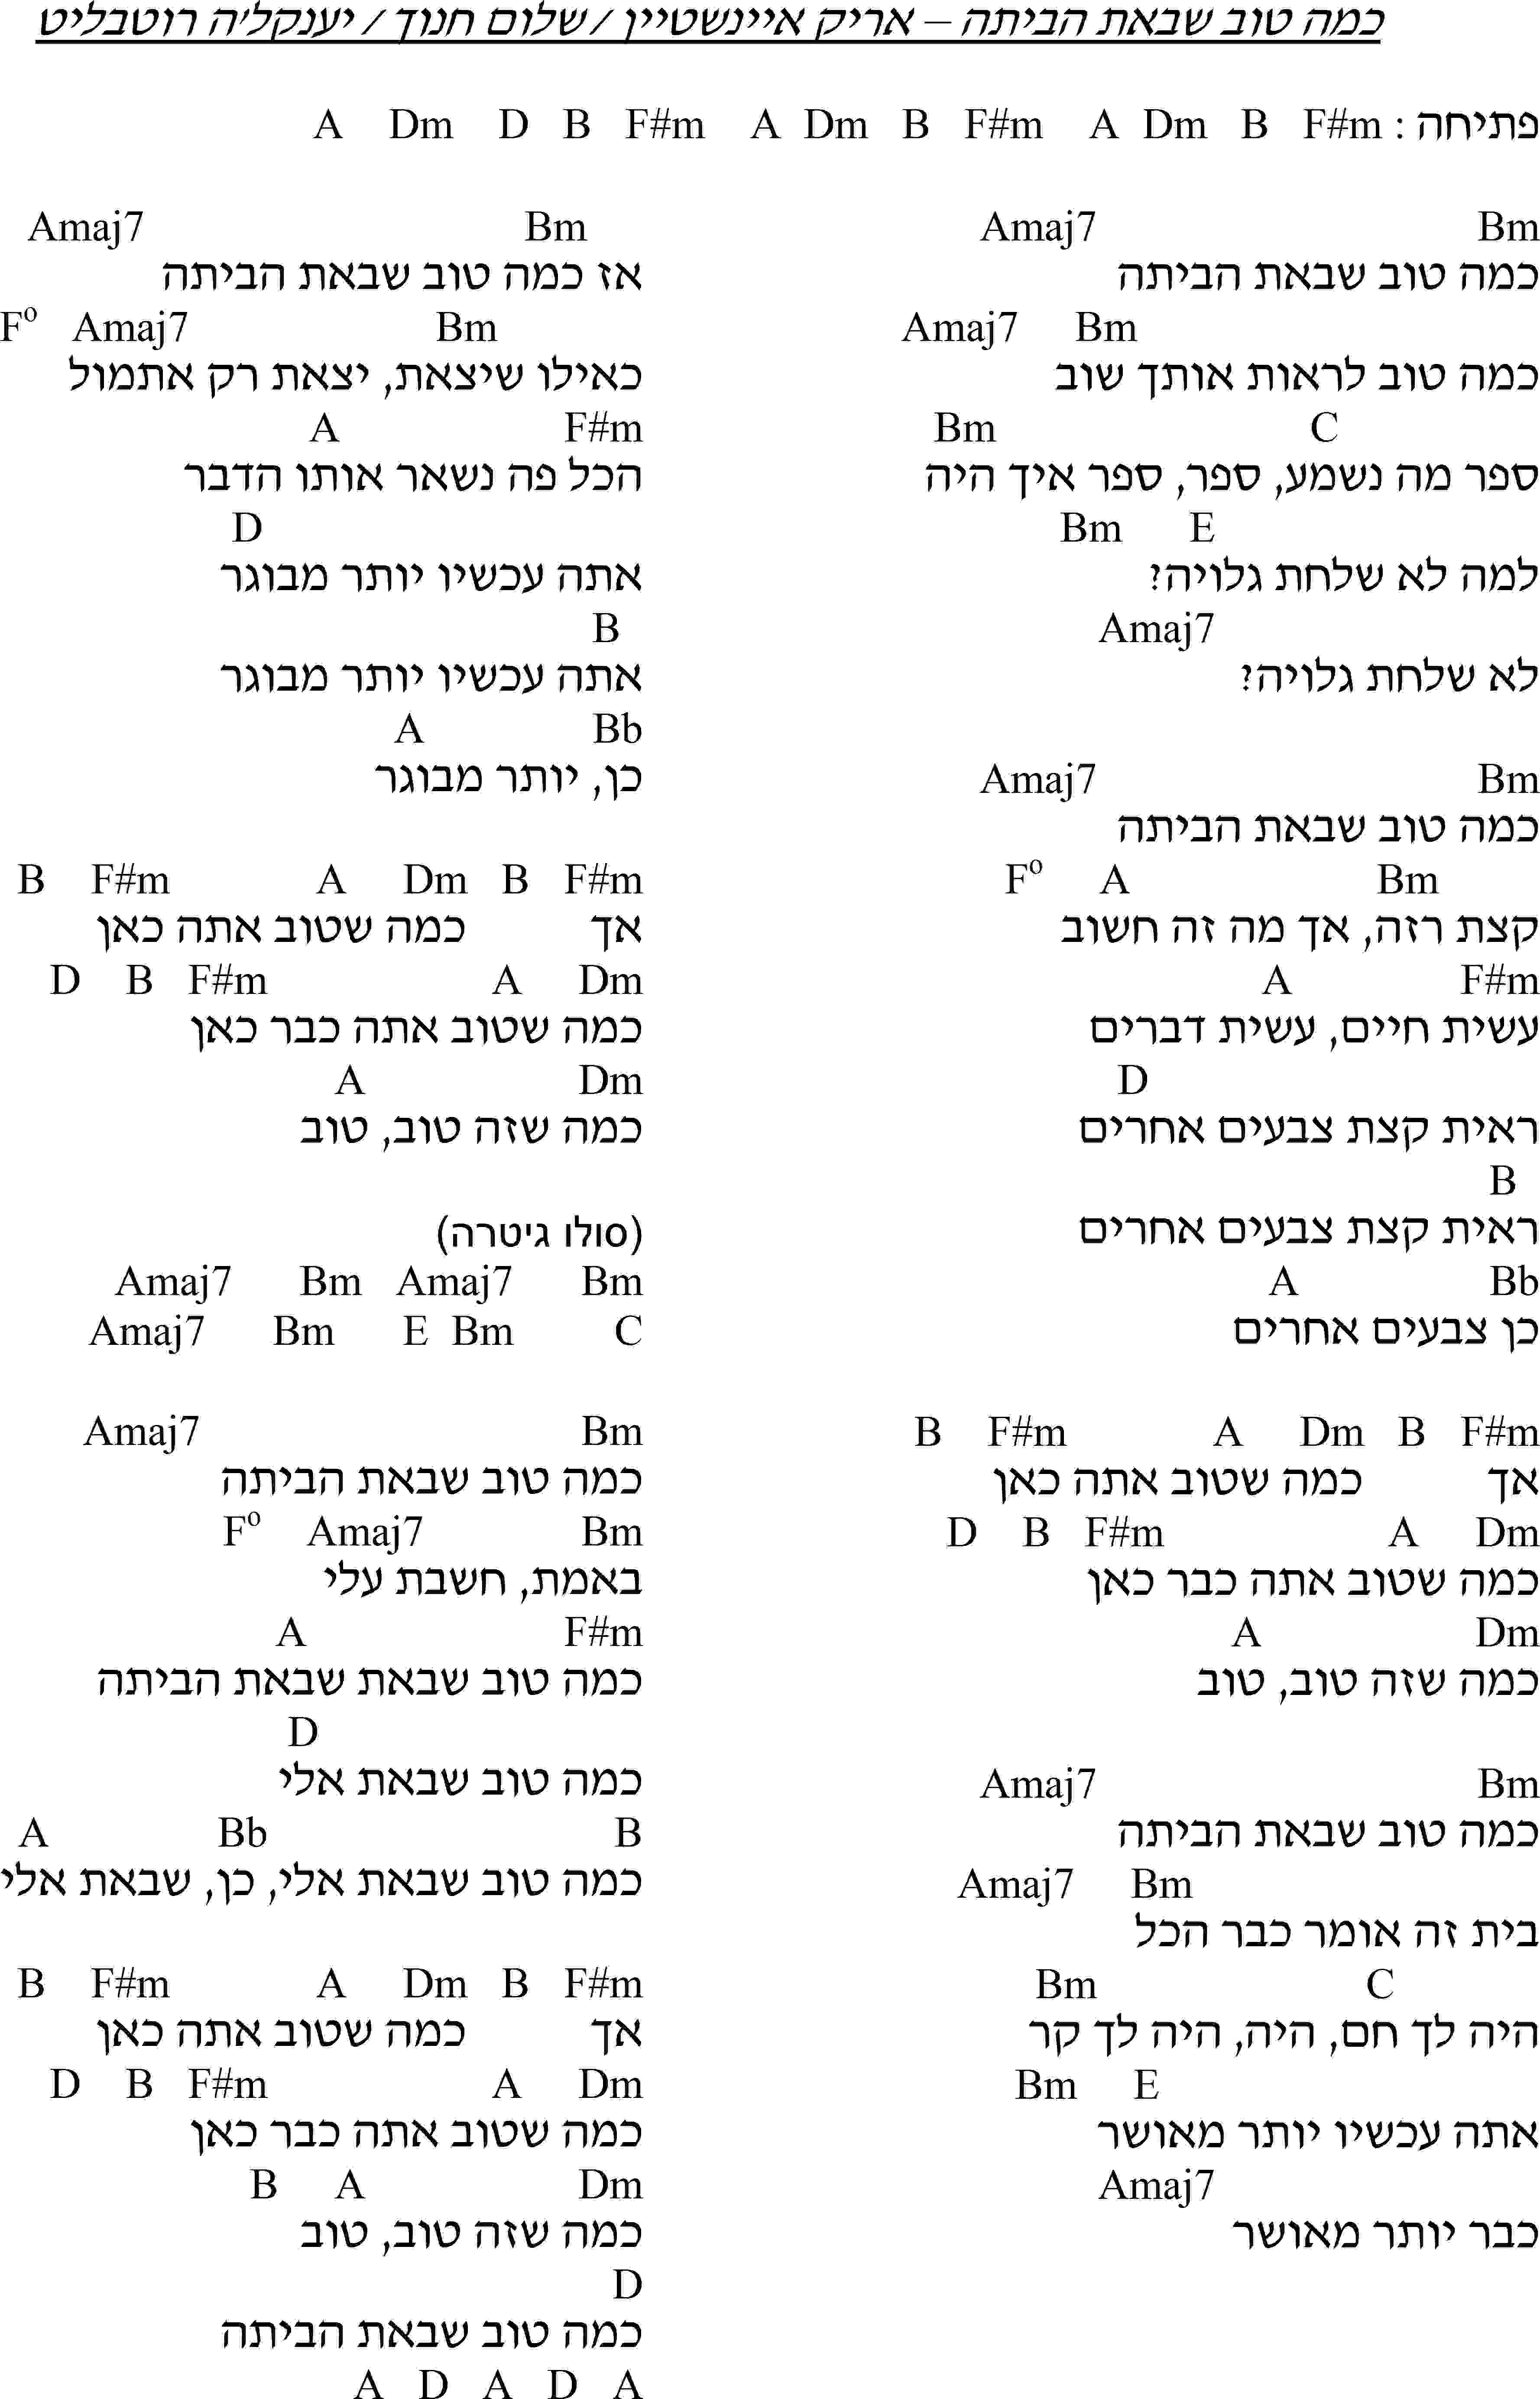 כמה טוב שבאת הביתה – אריק איינשטיין / שלום חנוך / יענקל'ה רוטבליט
פתיחה : F#m B Dm A F#m B Dm A F#m B D Dm A
Bm Amaj7
כמה טוב שבאת הביתה
Bm Amaj7
כמה טוב לראות אותך שוב
C Bm
ספר מה נשמע, ספר, ספר איך היה
E Bm
למה לא שלחת גלויה?
Amaj7
לא שלחת גלויה?
Bm Amaj7
כמה טוב שבאת הביתה
Bm A Fº
קצת רזה, אך מה זה חשוב
F#m A
עשית חיים, עשית דברים
D
ראית קצת צבעים אחרים
B
ראית קצת צבעים אחרים
Bb A
כן צבעים אחרים
F#m B Dm A F#m B
אך כמה שטוב אתה כאן
Dm A F#m B D
כמה שטוב אתה כבר כאן
Dm A
כמה שזה טוב, טוב
Bm Amaj7
כמה טוב שבאת הביתה
Bm Amaj7
בית זה אומר כבר הכל
C Bm
היה לך חם, היה, היה לך קר
E Bm
אתה עכשיו יותר מאושר
Amaj7
כבר יותר מאושר
Bm Amaj7
אז כמה טוב שבאת הביתה
Bm Amaj7 Fº
כאילו שיצאת, יצאת רק אתמול
F#m A
הכל פה נשאר אותו הדבר
D
אתה עכשיו יותר מבוגר
B
אתה עכשיו יותר מבוגר
Bb A
כן, יותר מבוגר
F#m B Dm A F#m B
אך כמה שטוב אתה כאן
Dm A F#m B D
כמה שטוב אתה כבר כאן
Dm A
כמה שזה טוב, טוב
(סולו גיטרה)
Bm Amaj7 Bm Amaj7
C Bm E Bm Amaj7
Bm Amaj7
כמה טוב שבאת הביתה
Bm Amaj7 Fº
באמת, חשבת עלי
F#m A
כמה טוב שבאת שבאת הביתה
D
כמה טוב שבאת אלי
B Bb A
כמה טוב שבאת אלי, כן, שבאת אלי
F#m B Dm A F#m B
אך כמה שטוב אתה כאן
Dm A F#m B D
כמה שטוב אתה כבר כאן
Dm A B
כמה שזה טוב, טוב
D
כמה טוב שבאת הביתה
A D A D A